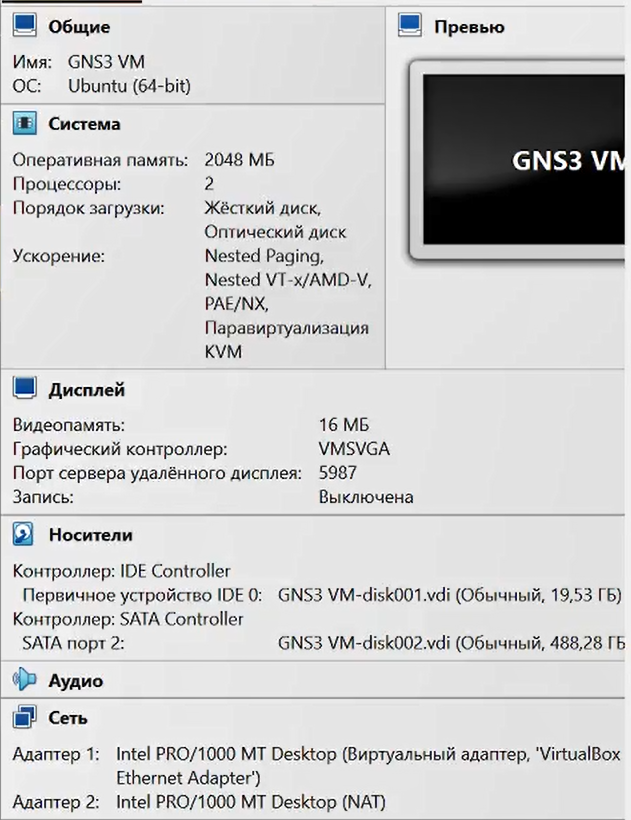 Общие
Имя: GNS3 VM
ОС: Ubuntu (64-bit)
Система
Оперативная память: 2048 МБ
Процессоры: 2
Порядок загрузки: Жёсткий диск,
Оптический диск
Ускорение: Nested Paging,
Nested VT-x/AMD-V,
PAE/NX,
Паравиртуализация
KVM
Превью
GNS3 VM
Дисплей
Видеопамять: 16 МБ
Графический контроллер: VMSVGA
Порт сервера удалённого дисплея: 5987
Запись: Выключена
Носители
Контроллер: IDE Controller
Первичное устройство IDE 0: GNS3 VM-disk001.vdi (Обычный, 19,53 ГБ)
Контроллер: SATA Controller
SATA порт 2: GNS3 VM-disk002.vdi (Обычный, 488,28 ГБ
Аудио
Сеть
Адаптер 1: Intel PRO/1000 MT Desktop (Виртуальный адаптер, 'VirtualBox
Ethernet Adapter')
Адаптер 2: Intel PRO/1000 MT Desktop (NAT)